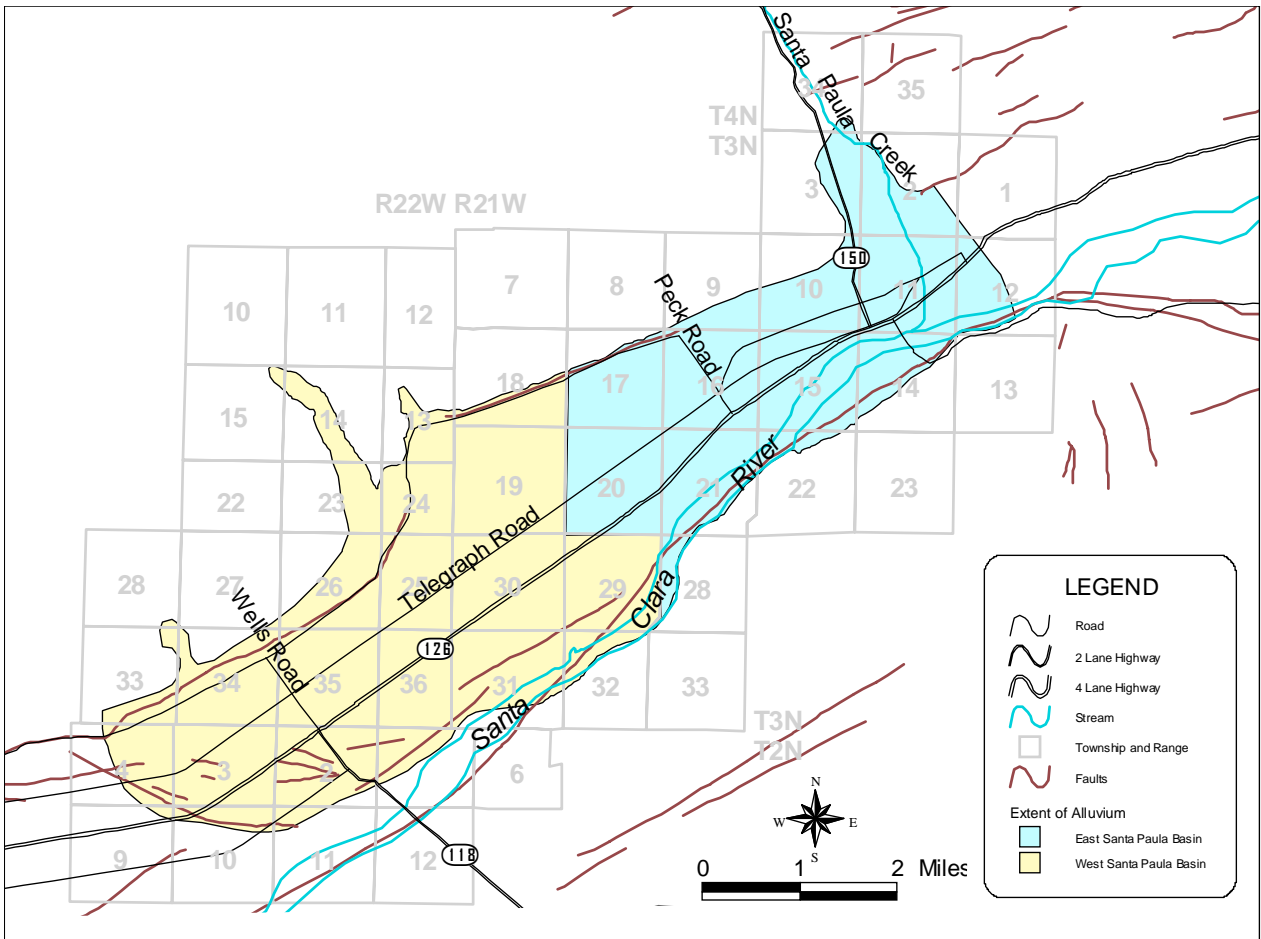 Santa Paula Creek
34
35
T4N
T3N
3
2
1
R22W R21W
150
10
11
12
7
8
9
10
11
12
Peck Road
15
14
13
18
17
16
15
14
13
22
23
24
19
20
21
22
23
River
Telegraph Road
28
27
26
25
30
29
28
Clara
Wells Road
126
33
34
35
36
31
32
33
Santa
T3N
T2N
4
3
2
6
9
10
11
12
118
N
W
E
S
0
1
2
Miles
LEGEND
Road
2 Lane Highway
4 Lane Highway
Stream
Township and Range
Faults
Extent of Alluvium
East Santa Paula Basin
West Santa Paula Basin